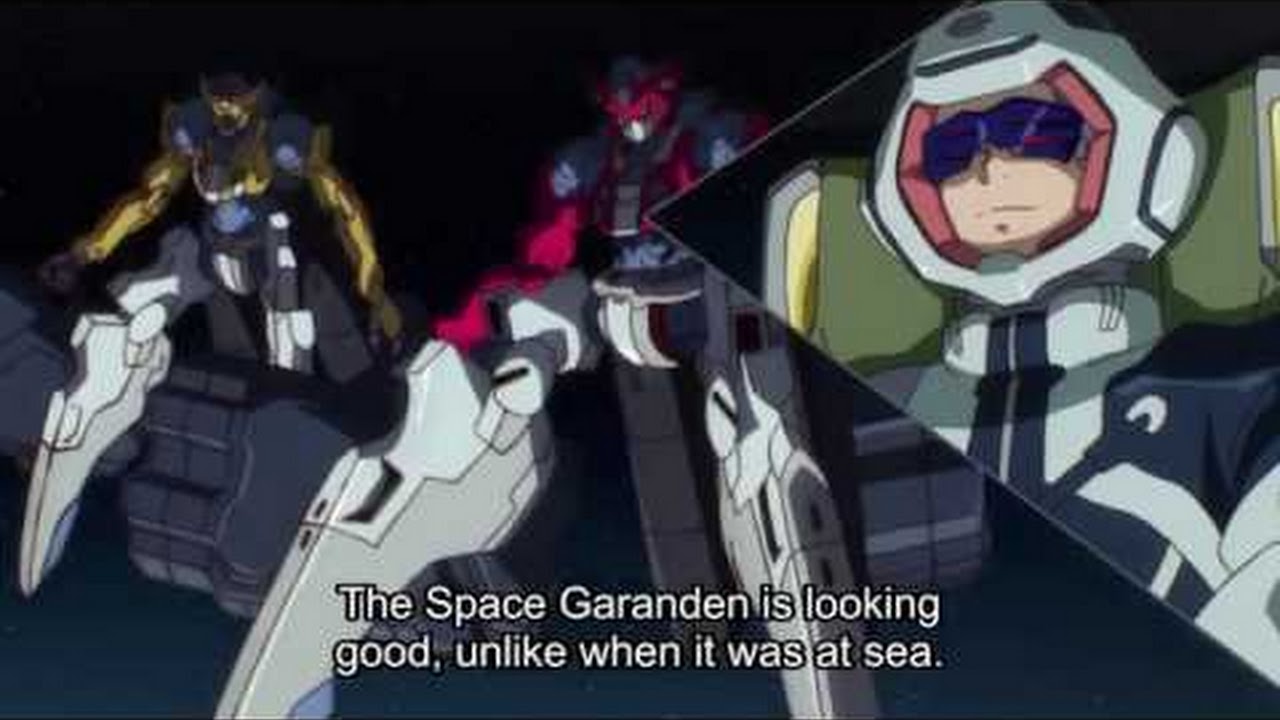 The Space Garanden is looking
good, unlike when it was at sea.